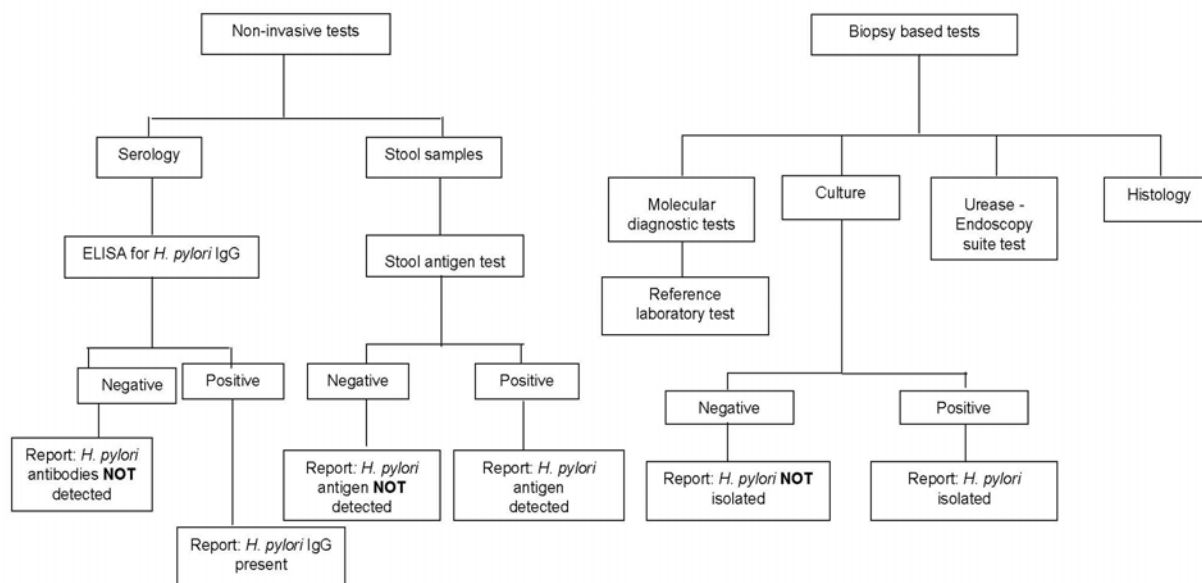 Non-invasive tests
Serology
Stool samples
ELISA for H. pylori IgG
Stool antigen test
Negative
Positive
Negative
Positive
Report: H. pylori
antibodies NOT
detected
Report: H. pylori IgG
present
Report: H. pylori
antigen NOT
detected
Report: H. pylori
antigen detected
Biopsy based tests
Molecular
diagnostic tests
Culture
Urease -
Endoscopy
suite test
Histology
Reference
laboratory test
Negative
Positive
Report: H. pylori NOT
isolated
Report: H. pylori
isolated